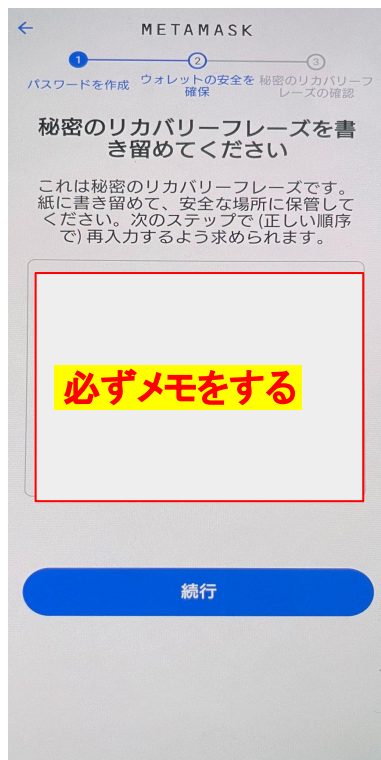 METAMASK
1 2 3
パスワードを作成 ウォレットの安全を 秘密のリカバリーフ
確保 レーズの確認
秘密のリカバリーフレーズを書
き留めてください
これは秘密のリカバリーフレーズです。
紙に書き留めて、安全な場所に保管して
ください。次のステップで (正しい順序
で) 再入力するよう求められます。
必ずメモをする
続行